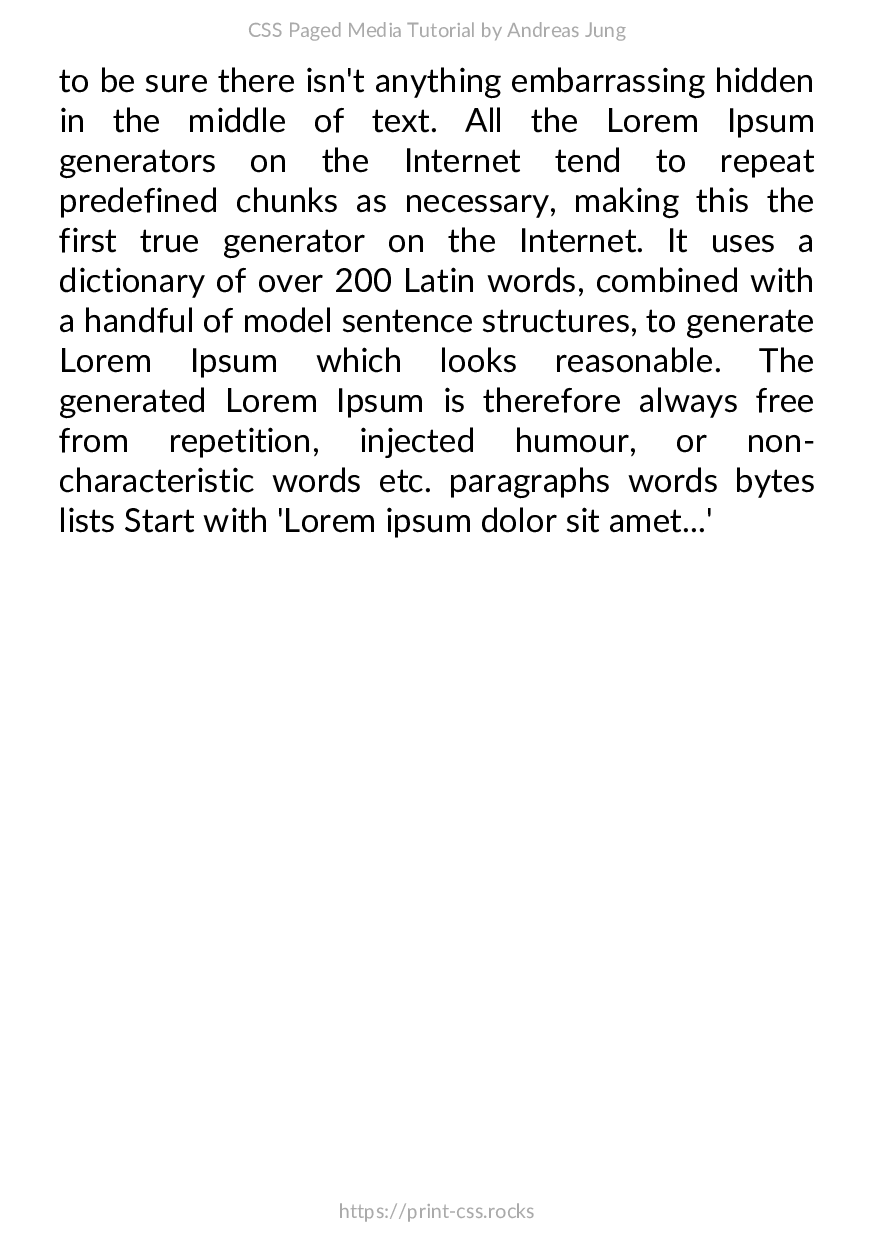 CSS Paged Media Tutorial by Andreas Jung
to be sure there isn't anything embarrassing hidden
in the middle of text. All the Lorem Ipsum
generators on the Internet tend to repeat
predefined chunks as necessary, making this the
first true generator on the Internet. It uses a
dictionary of over 200 Latin words, combined with
a handful of model sentence structures, to generate
Lorem Ipsum which looks reasonable. The
generated Lorem Ipsum is therefore always free
from repetition, injected humour, or non-
characteristic words etc. paragraphs words bytes
lists Start with 'Lorem ipsum dolor sit amet...'
https://print-css.rocks